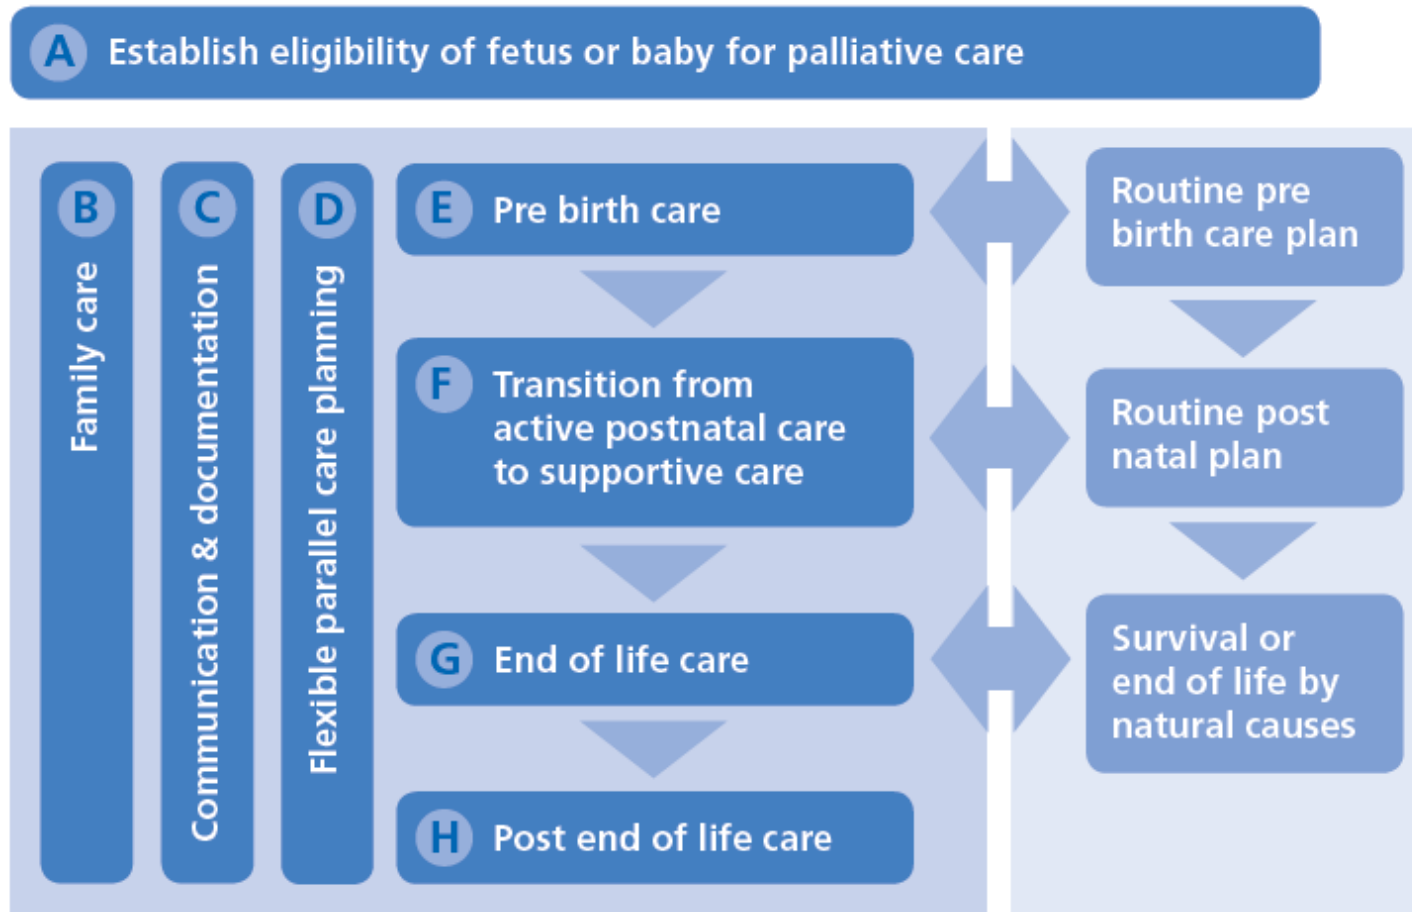 A Establish eligibility of fetus or baby for palliative care
B Family care
C Communication & documentation
D Flexible parallel care planning
E Pre birth care
F Transition from
active postnatal care
to supportive care
G End of life care
H Post end of life care
Routine pre
birth care plan
Routine post
natal plan
Survival or
end of life by
natural causes